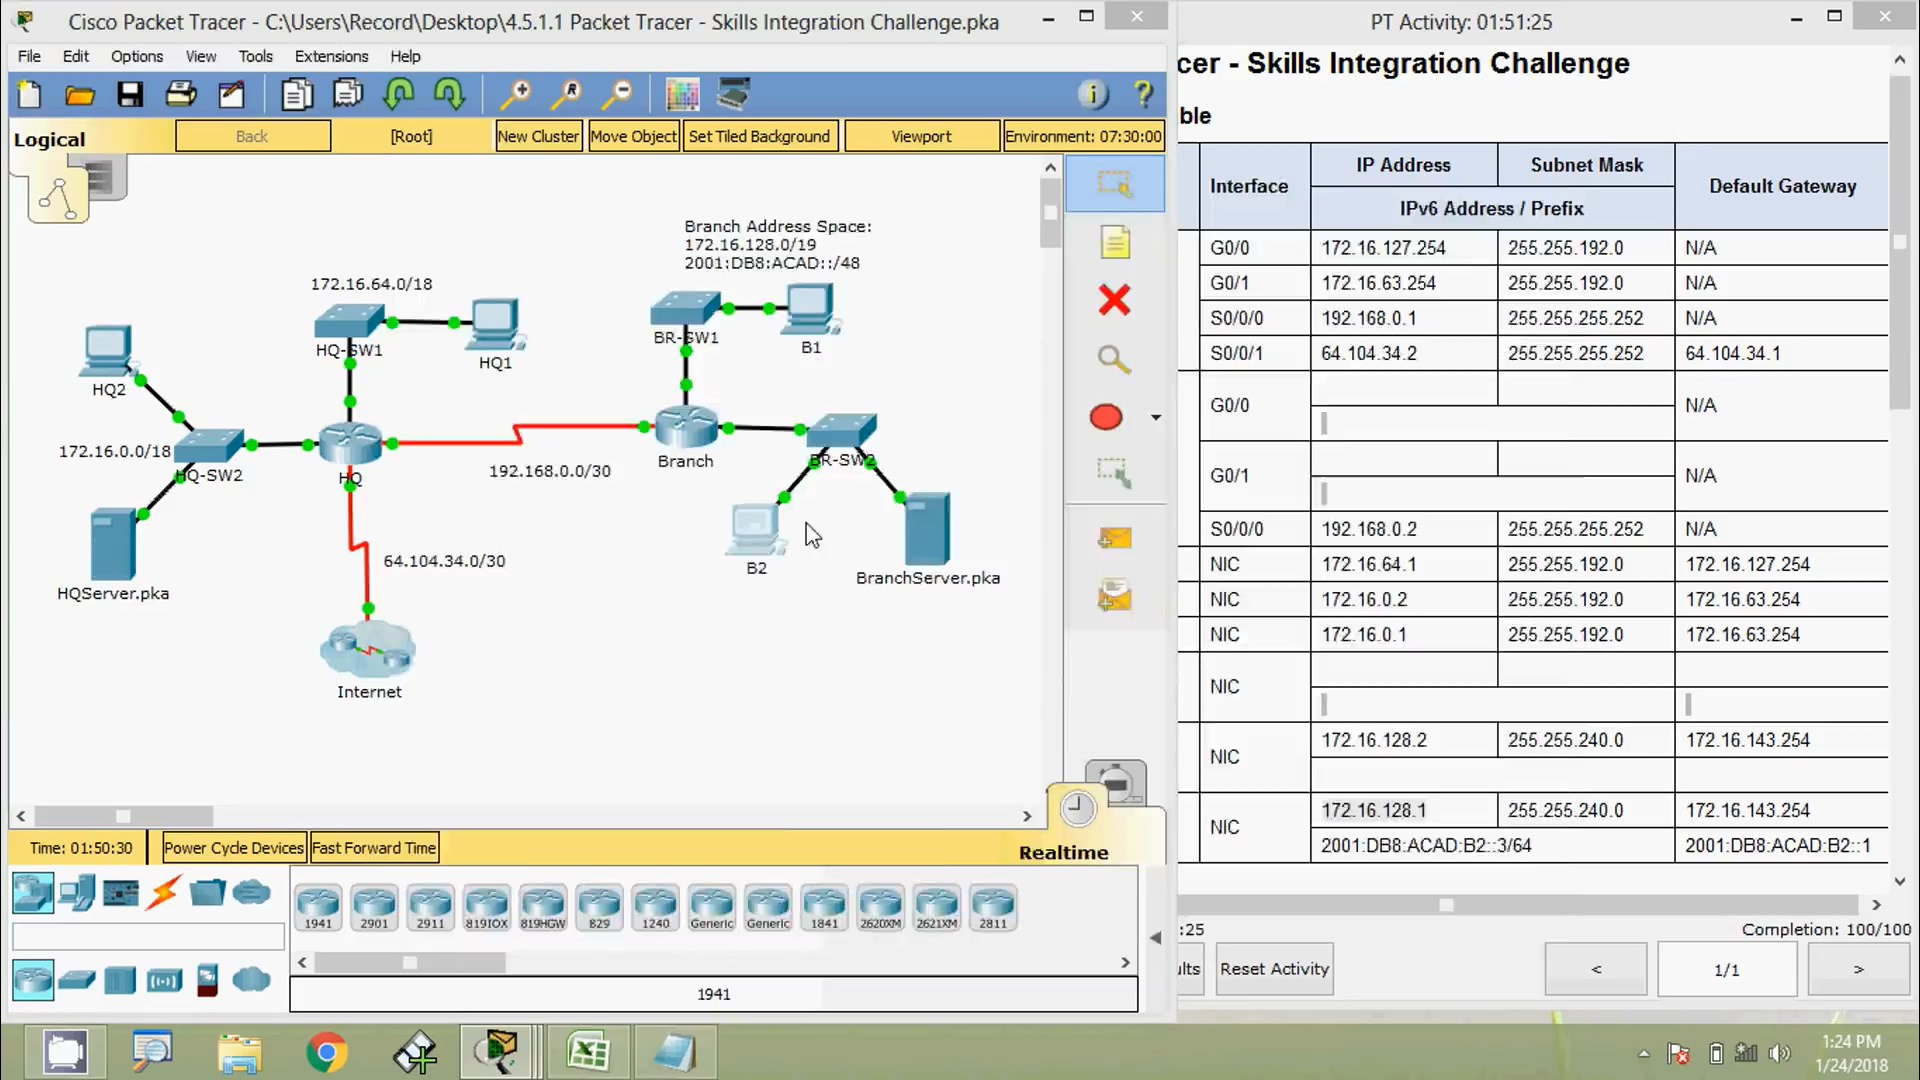 Cisco Packet Tracer - C:\Users\Record\Desktop\4.5.1.1 Packet Tracer - Skills Integration Challenge.pka
File Edit Options View Tools Extensions Help
Logical
Back
[Root]
New Cluster
Move Object
Set Tiled Background
Viewport
Environment: 07:30:00
Branch Address Space:
172.16.128.0/19
2001:DB8:ACAD::/48
172.16.64.0/18
HQ-SW1
HQ1
BR-SW1
B1
HQ2
172.16.0.0/18
HQ-SW2
HQ
192.168.0.0/30
Branch
BR-SW2
HQServer.pka
64.104.34.0/30
B2
BranchServer.pka
Internet
Time: 01:50:30
Power Cycle Devices
Fast Forward Time
Realtime
1941 2901 2911 819IOX 819HGW 829 1240 Generic Generic 1841 2620XM 2621XM 2811
1941
PT Activity: 01:51:25
cer - Skills Integration Challenge
ble
Interface IP Address Subnet Mask Default Gateway
IPv6 Address / Prefix
G0/0 172.16.127.254 255.255.192.0 N/A
G0/1 172.16.63.254 255.255.192.0 N/A
S0/0/0 192.168.0.1 255.255.255.252 N/A
S0/0/1 64.104.34.2 255.255.255.252 64.104.34.1
G0/0 N/A
G0/1 N/A
S0/0/0 192.168.0.2 255.255.255.252 N/A
NIC 172.16.64.1 255.255.192.0 172.16.127.254
NIC 172.16.0.2 255.255.192.0 172.16.63.254
NIC 172.16.0.1 255.255.192.0 172.16.63.254
NIC
NIC 172.16.128.2 255.255.240.0 172.16.143.254
NIC 172.16.128.1 255.255.240.0 172.16.143.254
2001:DB8:ACAD:B2::3/64 2001:DB8:ACAD:B2::1
:25
Completion: 100/100
ults
Reset Activity
<
1/1
>
1:24 PM
1/24/2018